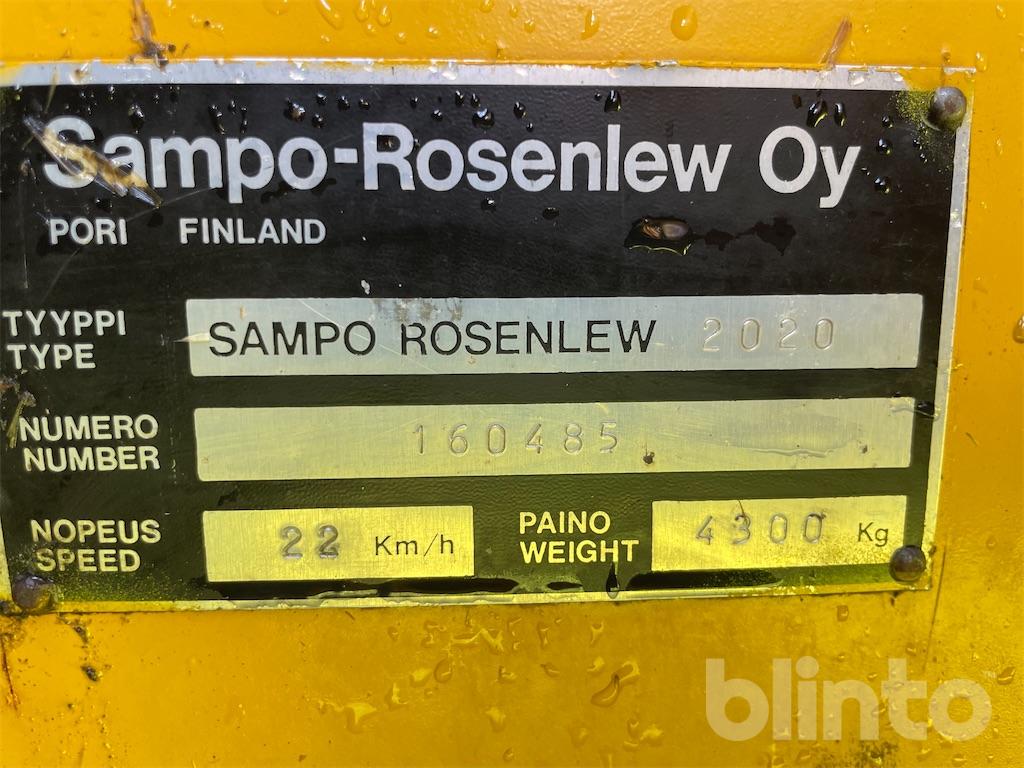 Sampo-Rosenlew Oy
PORI FINLAND
TYYPPI
TYPE
SAMPO ROSENLEW 2020
NUMERO
NUMBER
160485
NOPEUS
SPEED
22 Km/h
PAINO
WEIGHT
4300 Kg
blinto